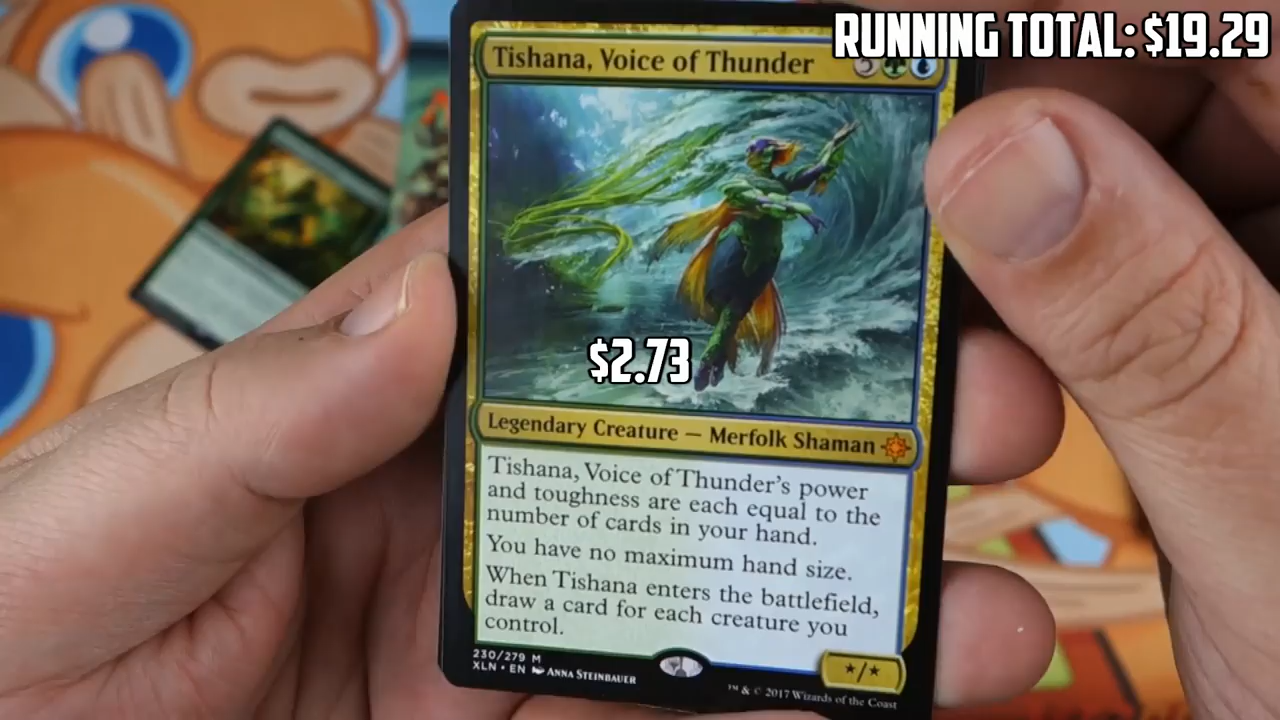 RUNNING TOTAL: $19.29
Tishana, Voice of Thunder
$2.73
Legendary Creature — Merfolk Shaman
Tishana, Voice of Thunder's power
and toughness are each equal to the
number of cards in your hand.
You have no maximum hand size.
When Tishana enters the battlefield,
draw a card for each creature you
control.
230/279 M
XLN • EN ANNA STEINBAUER
*/*
™ & © 2017 Wizards of the Coast